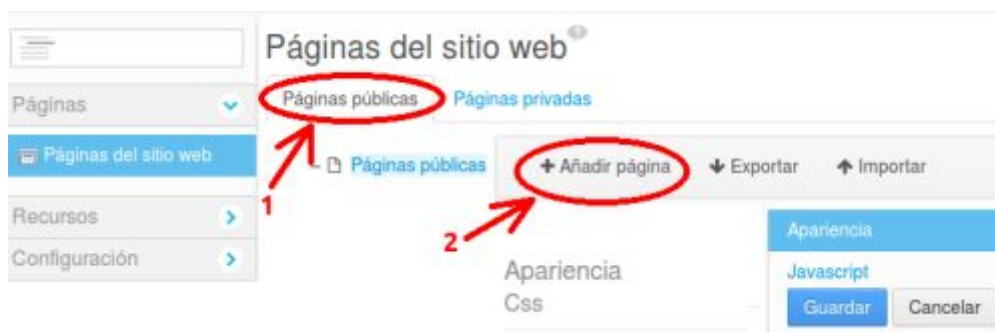 Páginas del sitio web
Páginas
Páginas públicas
Páginas privadas
Páginas del sitio web
Páginas públicas
+ Añadir página
Exportar
Importar
1
Recursos
2
Apariencia
Configuración
Apariencia
Javascript
Css
Guardar
Cancelar